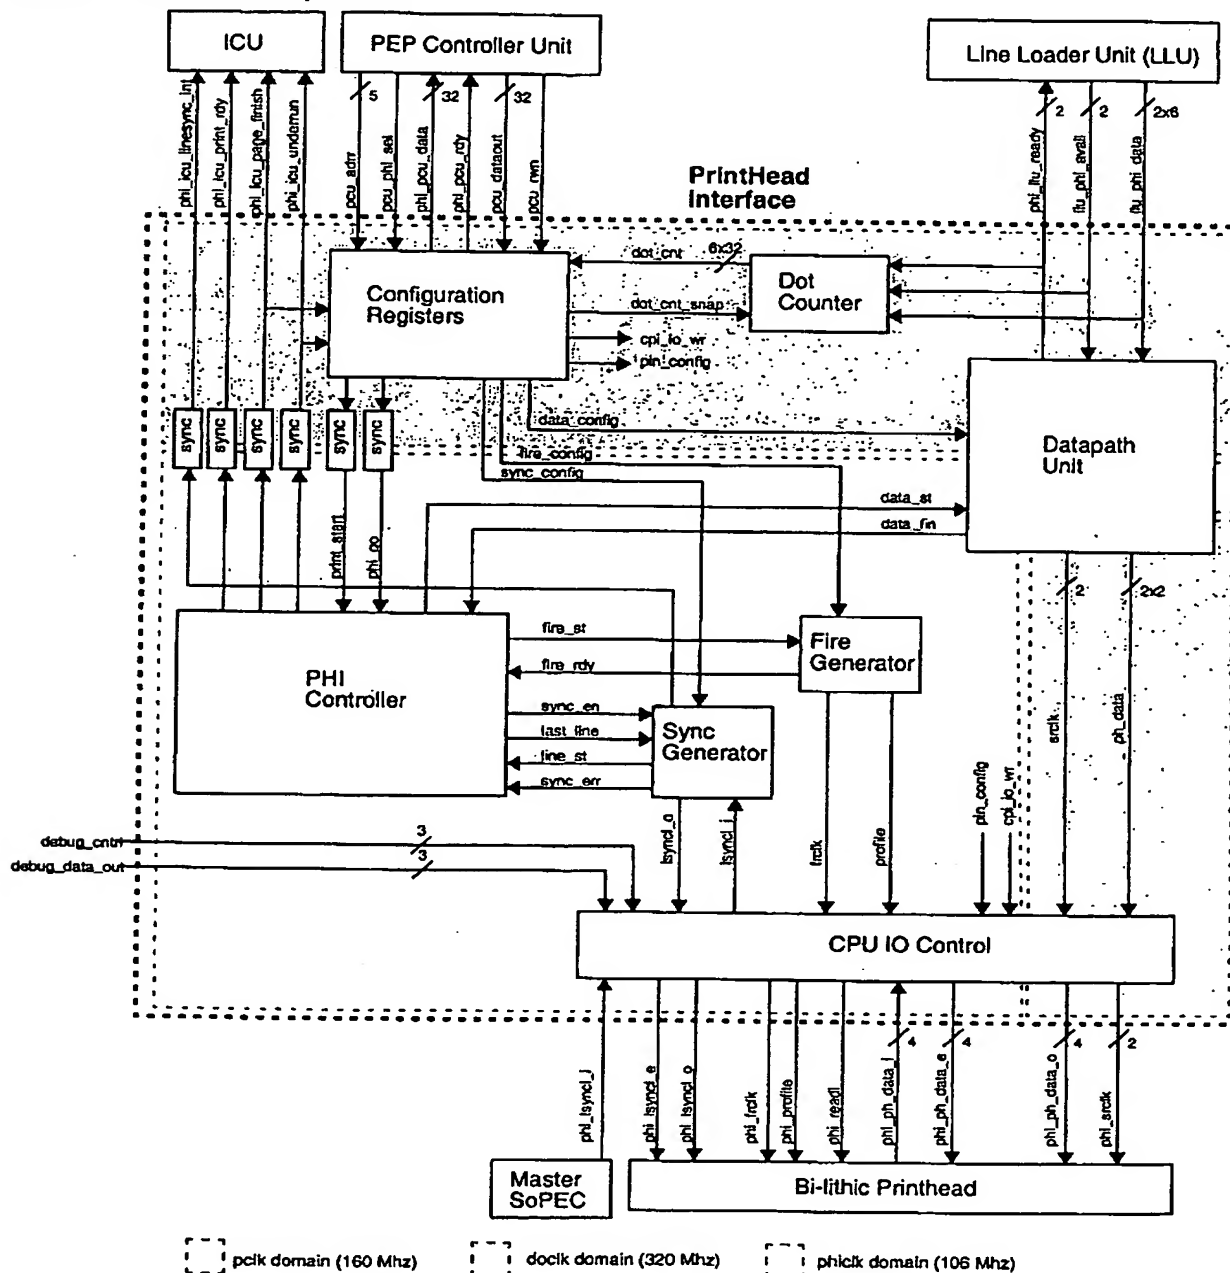 ICU
PEP Controller Unit
Line Loader Unit (LLU)
phi_icu_linesync_int
phi_icu_print_rdy
phi_icu_page_finish
phi_icu_underrun
5
32
32
pcu_adrr
pcu_phi_sel
phi_pcu_data
phi_pcu_rdy
pcu_dataout
pcu_rwn
2
2
2x6
phi_llu_ready
llu_phi_avail
llu_phi_data
PrintHead
Interface
Configuration
Registers
dot_cnt
6x32
dot_cnt_snap
cpi_io_wr
pin_config
Dot
Counter
sync
sync
sync
sync
sync
sync
data_config
fire_config
sync_config
Datapath
Unit
data_st
data_fin
print_start
phi_go
2
2x2
PHI
Controller
fire_st
fire_rdy
Fire
Generator
sync_en
last_line
line_st
sync_err
Sync
Generator
srclk
ph_data
pin_config
cpi_io_wr
debug_cntrl
3
debug_data_out
3
lsyncl_o
lsyncl_i
frclk
profile
CPU IO Control
4
4
4
2
phi_lsyncl_i
phi_lsyncl_e
phi_lsyncl_o
phi_frclk
phi_profile
phi_readl
phi_ph_data_i
phi_ph_data_e
phi_ph_data_o
phi_srclk
Master
SoPEC
Bi-lithic Printhead
pclk domain (160 Mhz)
doclk domain (320 Mhz)
phiclk domain (106 Mhz)